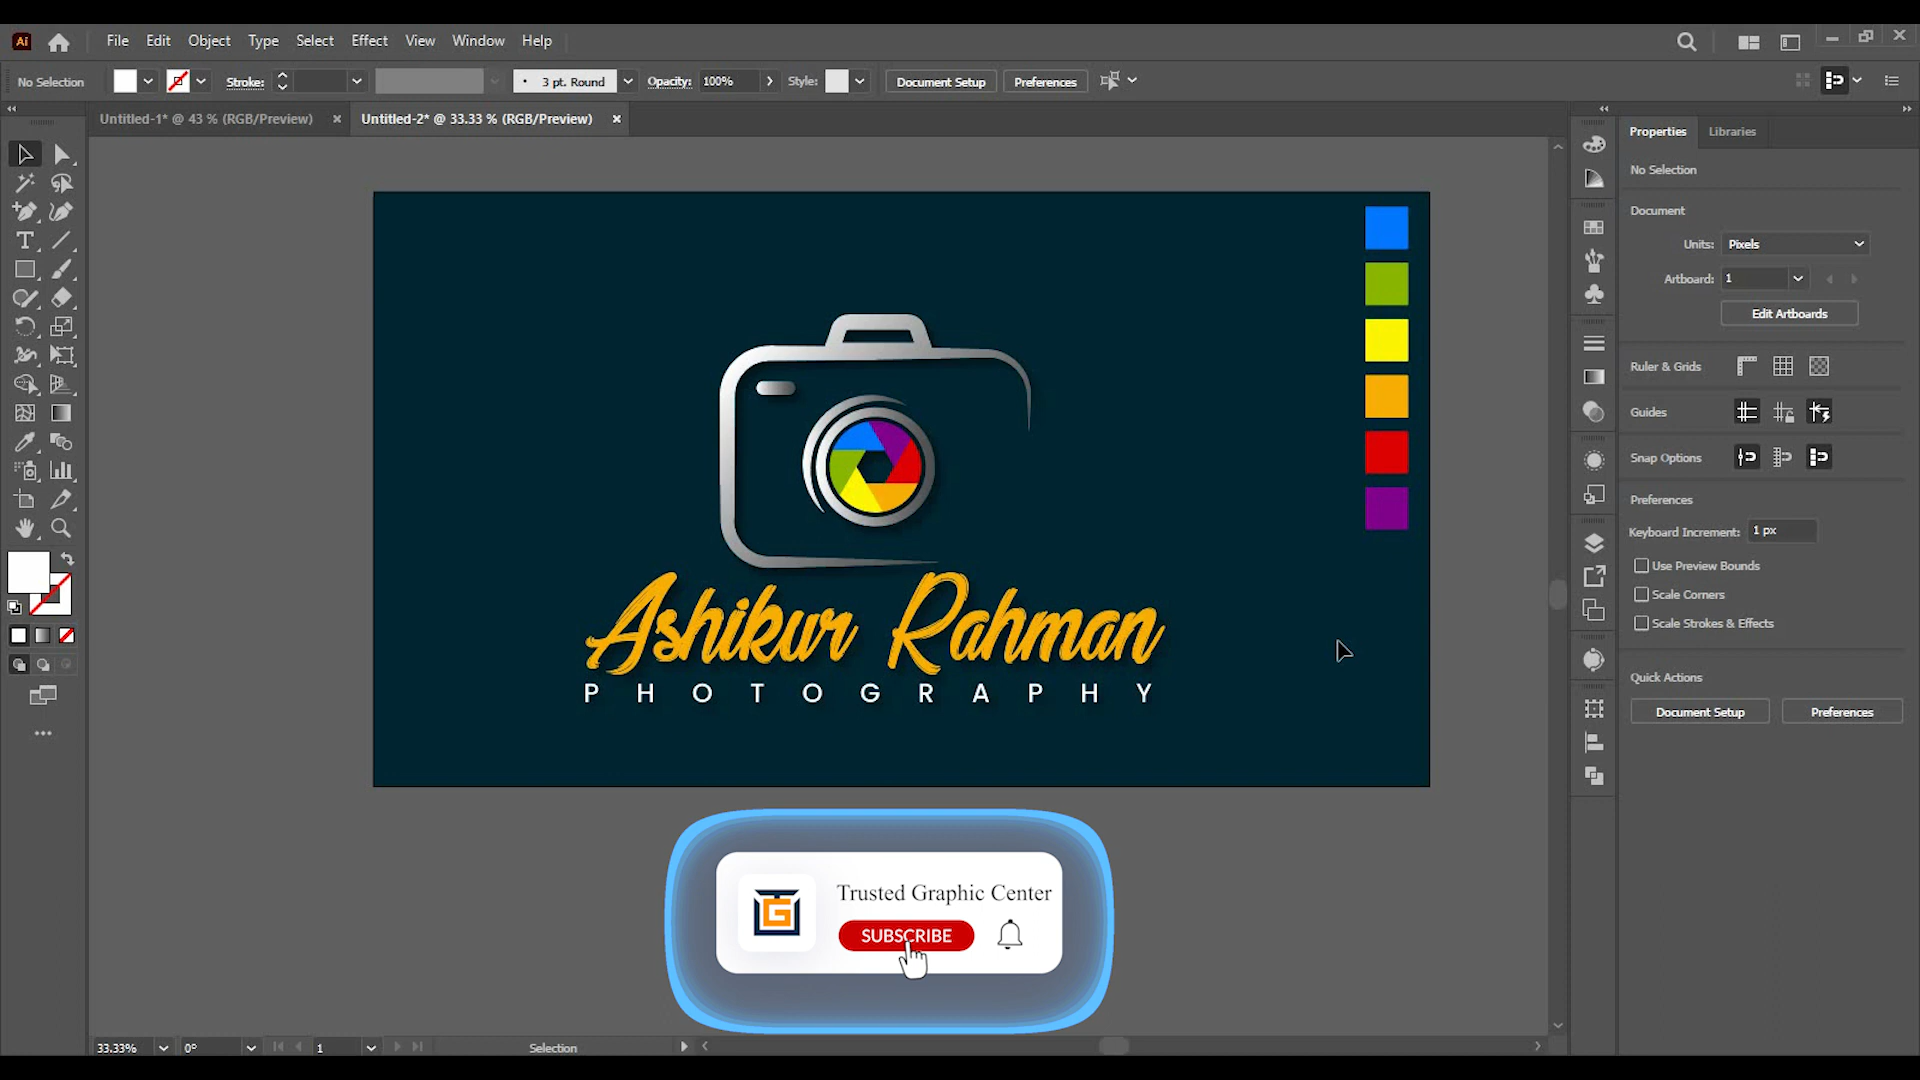 Ai File Edit Object Type Select Effect View Window Help
No Selection Stroke: 3 pt. Round Opacity: 100% Style: Document Setup Preferences
Untitled-1* @ 43 % (RGB/Preview) Untitled-2* @ 33.33 % (RGB/Preview)
Properties Libraries
No Selection
Document
Units: Pixels
Artboard: 1
Edit Artboards
Ruler & Grids
Guides
Snap Options
Preferences
Keyboard Increment: 1 px
Use Preview Bounds
Scale Corners
Scale Strokes & Effects
Quick Actions
Document Setup Preferences
Ashikur Rahman
PHOTOGRAPHY
Trusted Graphic Center
SUBSCRIBE
33.33% 0° 1 Selection